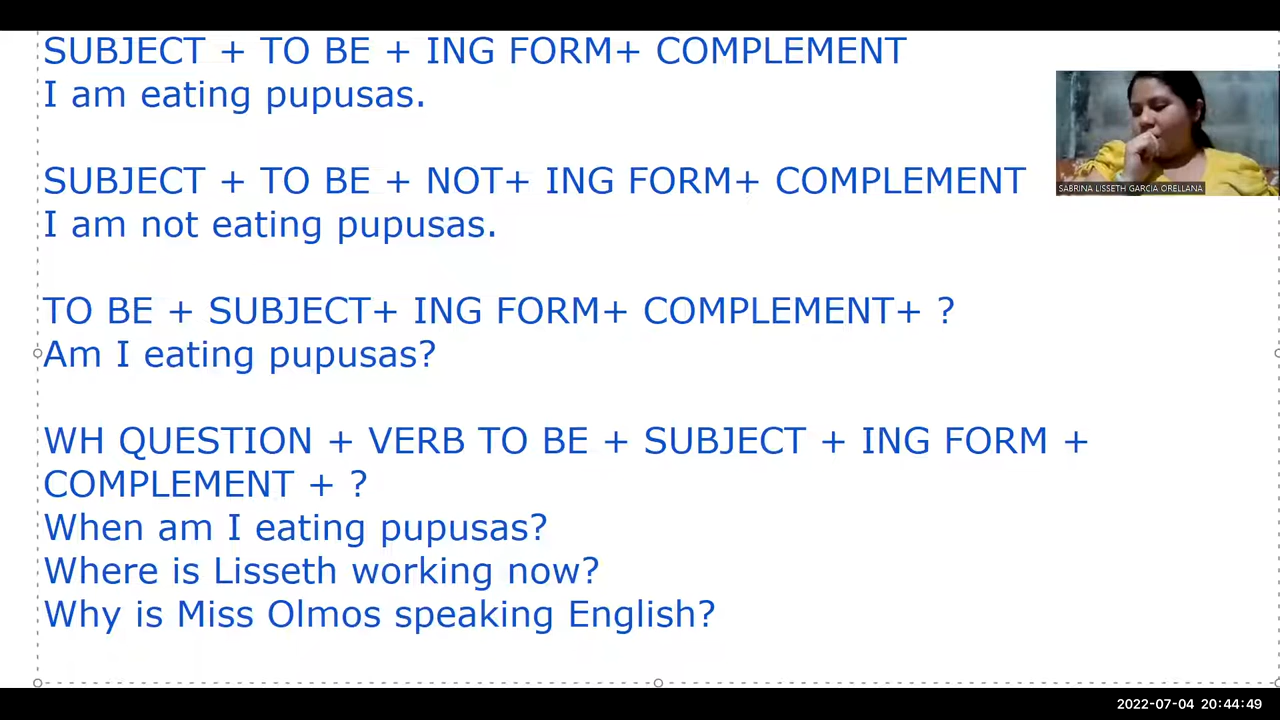 SUBJECT + TO BE + ING FORM+ COMPLEMENT
I am eating pupusas.
SABRINA LISSETH GARCIA ORELLANA
SUBJECT + TO BE + NOT+ ING FORM+ COMPLEMENT
I am not eating pupusas.
TO BE + SUBJECT+ ING FORM+ COMPLEMENT+ ?
Am I eating pupusas?
WH QUESTION + VERB TO BE + SUBJECT + ING FORM +
COMPLEMENT + ?
When am I eating pupusas?
Where is Lisseth working now?
Why is Miss Olmos speaking English?
2022-07-04 20:44:49